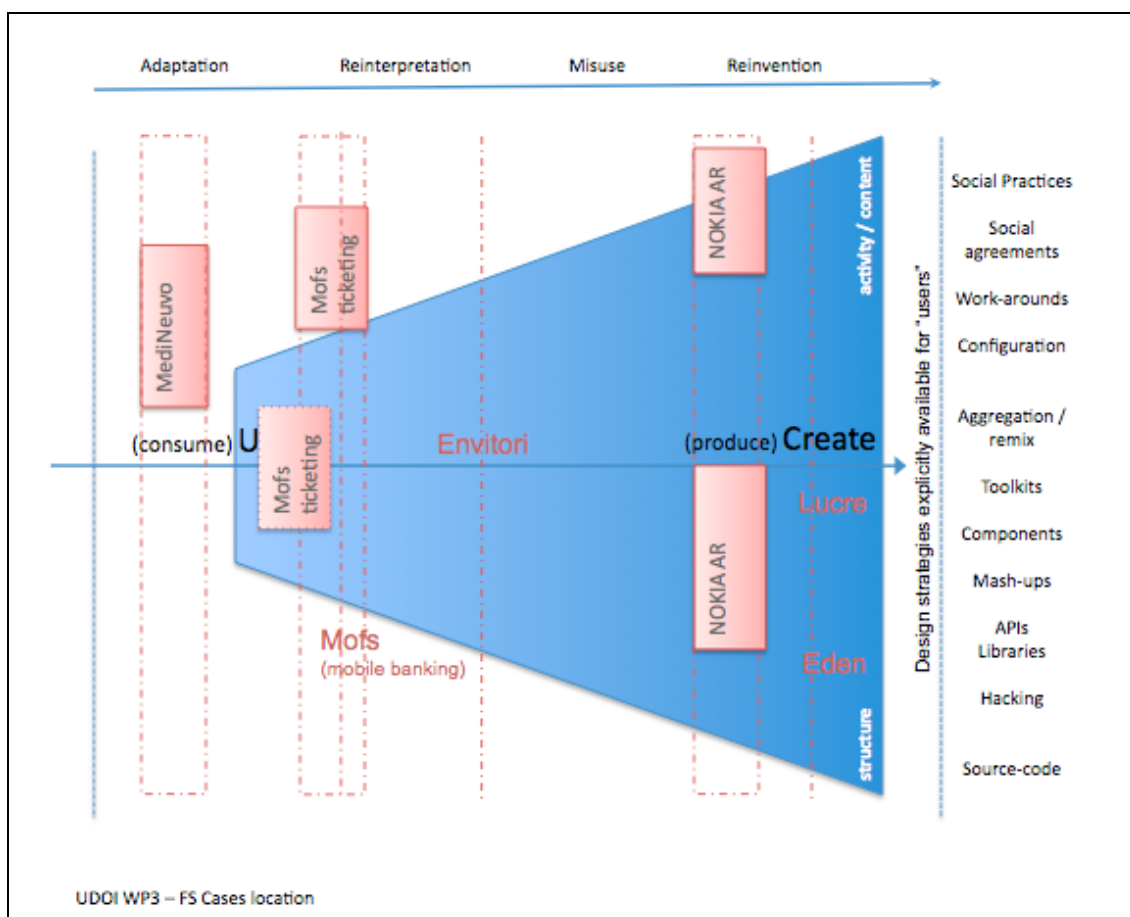 Adaptation
Reinterpretation
Misuse
Reinvention
MediNeuvo
Mofs
ticketing
NOKIA AR
activity / content
(consume) U
Mofs
ticketing
Envitori
(produce) Create
Lucre
NOKIA AR
Mofs
(mobile banking)
Eden
structure
Design strategies explicitly available for "users"
Social Practices
Social
agreements
Work-arounds
Configuration
Aggregation /
remix
Toolkits
Components
Mash-ups
APIs
Libraries
Hacking
Source-code
UDOI WP3 – FS Cases location